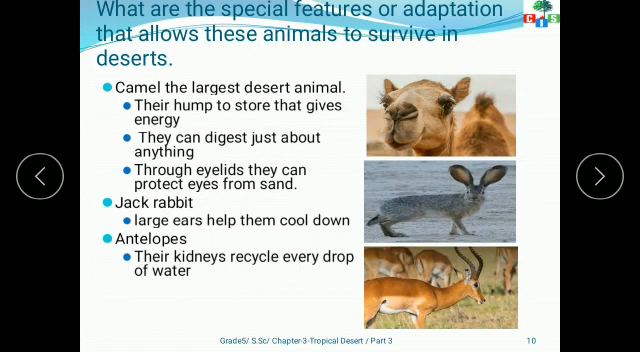 What are the special features or adaptation
that allows these animals to survive in
deserts.
C I S
Camel the largest desert animal.
Their hump to store that gives
energy
They can digest just about
anything
Through eyelids they can
protect eyes from sand.
Jack rabbit
large ears help them cool down
Antelopes
Their kidneys recycle every drop
of water
Grade5/ S.Sc/ Chapter-3-Tropical Desert / Part 3
10